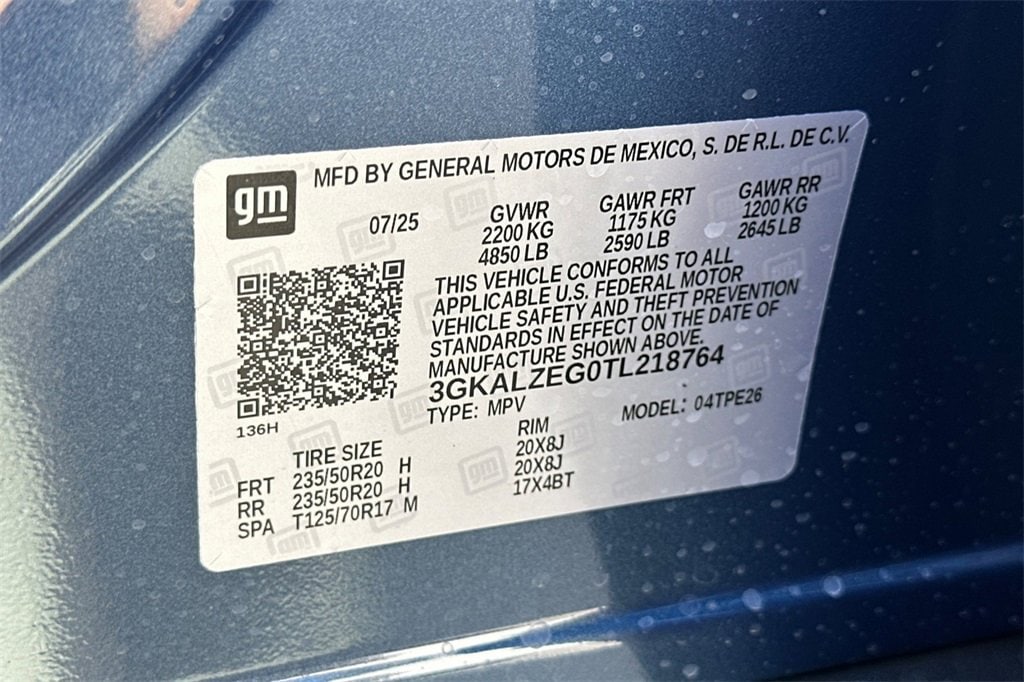 gm
MFD BY GENERAL MOTORS DE MEXICO, S. DE R.L. DE C.V.
07/25
GVWR
2200 KG
4850 LB
GAWR FRT
1175 KG
2590 LB
GAWR RR
1200 KG
2645 LB
THIS VEHICLE CONFORMS TO ALL
APPLICABLE U.S. FEDERAL MOTOR
VEHICLE SAFETY AND THEFT PREVENTION
STANDARDS IN EFFECT ON THE DATE OF
MANUFACTURE SHOWN ABOVE.
3GKALZEG0TL218764
TYPE: MPV
MODEL: 04TPE26
136H
TIRE SIZE RIM
FRT 235/50R20 H 20X8J
RR 235/50R20 H 20X8J
SPA T125/70R17 M 17X4BT